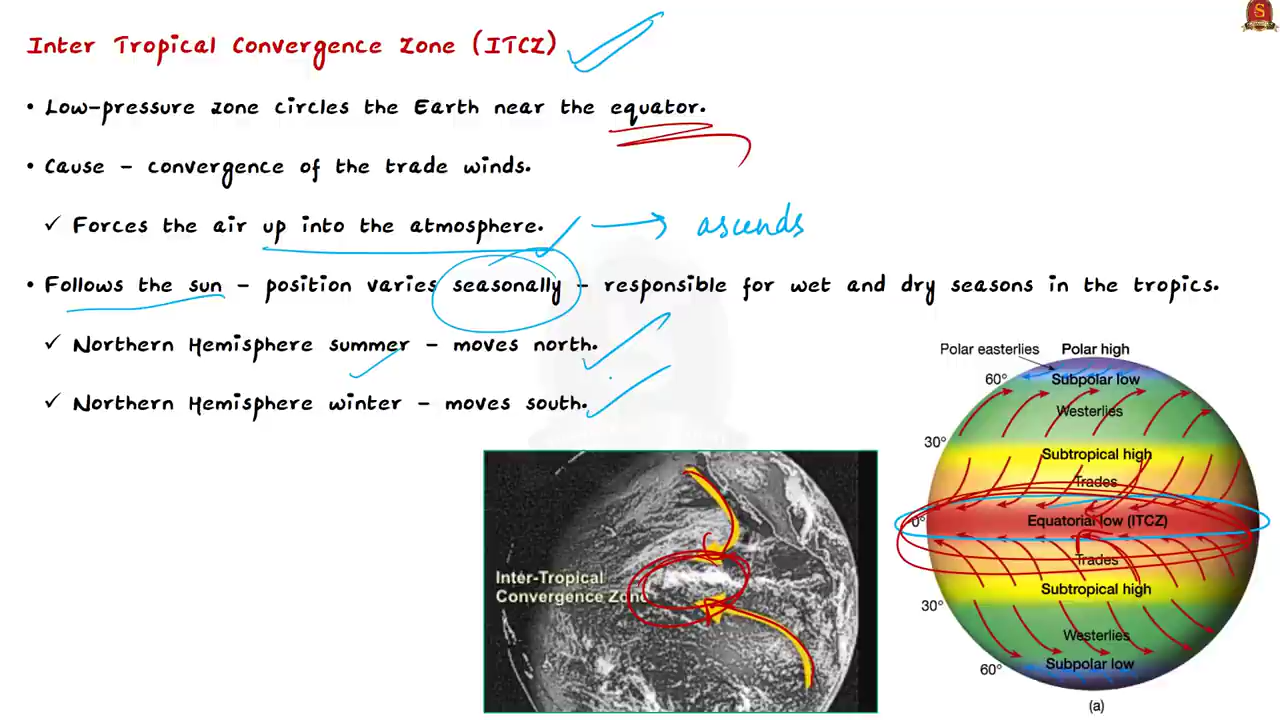 Inter Tropical Convergence Zone (ITCZ)
• Low-pressure zone circles the Earth near the equator.
• Cause – convergence of the trade winds.
✓ Forces the air up into the atmosphere. → ascends
• Follows the sun – position varies seasonally – responsible for wet and dry seasons in the tropics.
✓ Northern Hemisphere summer – moves north.
✓ Northern Hemisphere winter – moves south.
Inter-Tropical
Convergence Zone
Polar easterlies
Polar high
60°
Subpolar low
Westerlies
30°
Subtropical high
Trades
0°
Equatorial low (ITCZ)
Trades
Subtropical high
30°
Westerlies
Subpolar low
60°
(a)